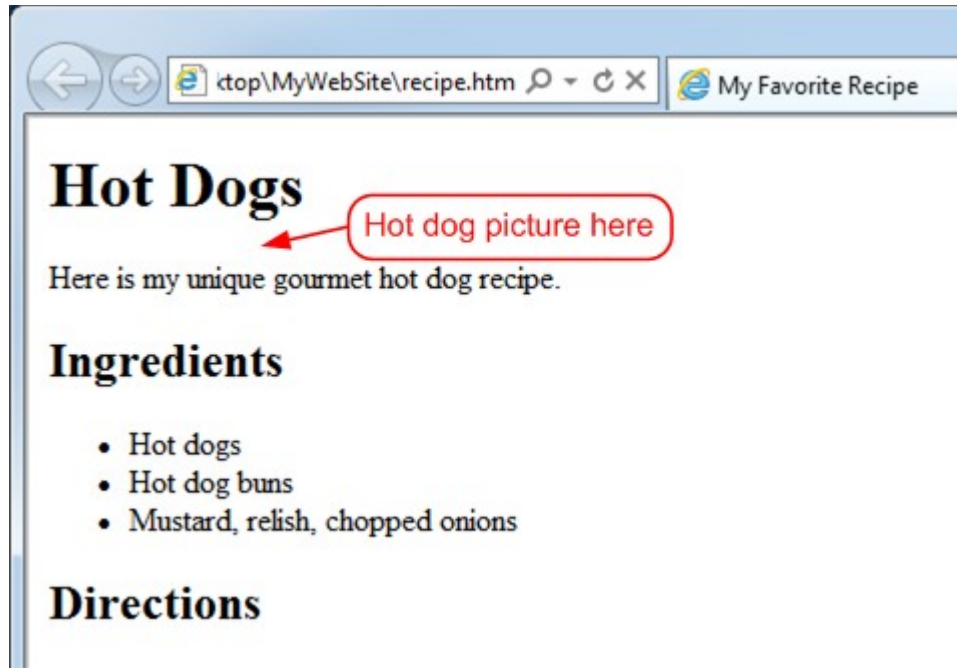 ktop\MyWebSite\recipe.htm
My Favorite Recipe
Hot Dogs
Hot dog picture here
Here is my unique gourmet hot dog recipe.
Ingredients
• Hot dogs
• Hot dog buns
• Mustard, relish, chopped onions
Directions